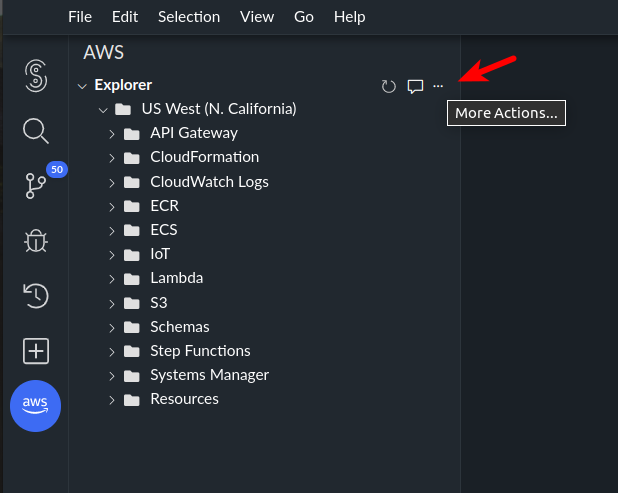 File Edit Selection View Go Help
AWS
Explorer
...
More Actions...
US West (N. California)
API Gateway
CloudFormation
50
CloudWatch Logs
ECR
ECS
IoT
Lambda
S3
Schemas
Step Functions
Systems Manager
Resources
aws